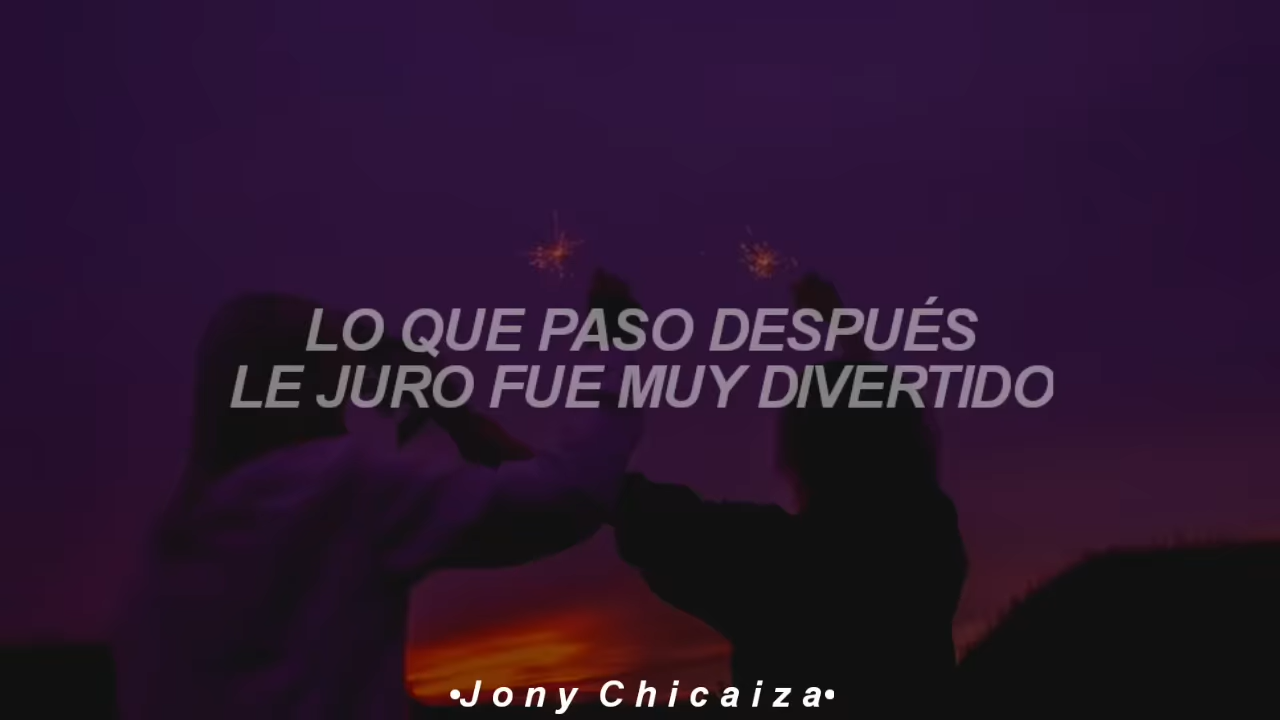 LO QUE PASO DESPUÉS
LE JURO FUE MUY DIVERTIDO
•Jony Chicaiza•